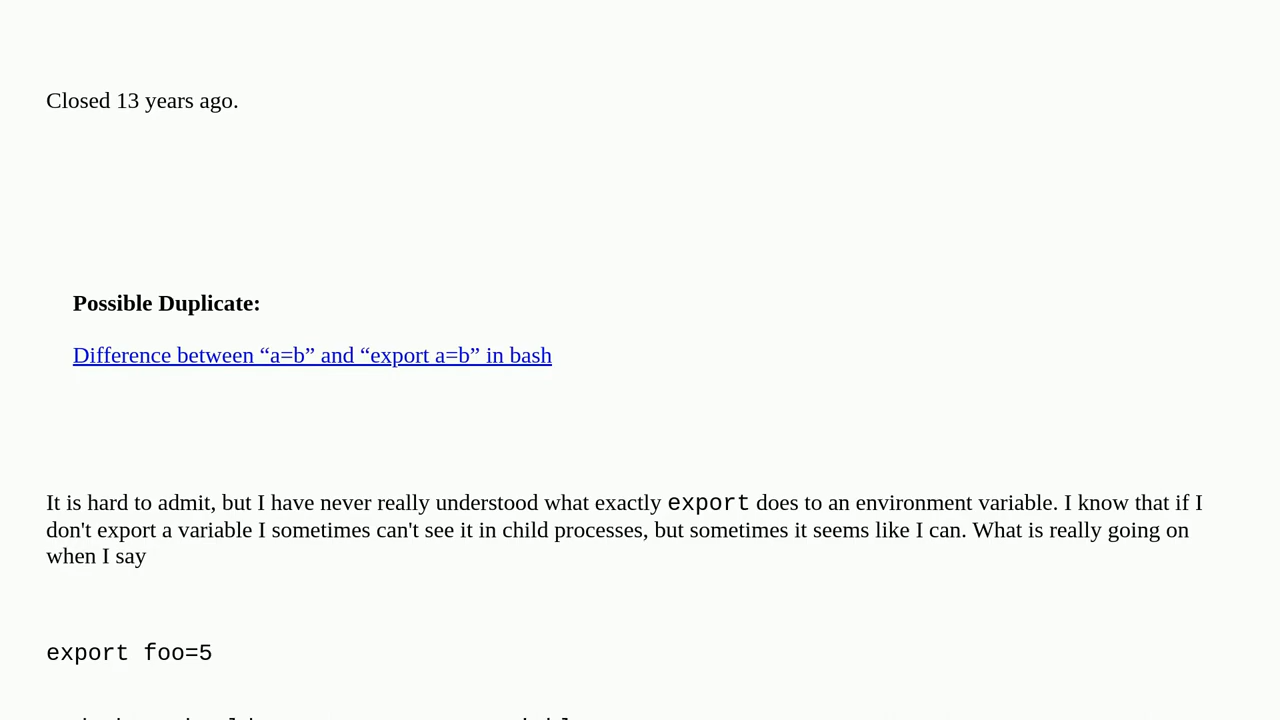 Closed 13 years ago.
Possible Duplicate:
Difference between “a=b” and “export a=b” in bash
It is hard to admit, but I have never really understood what exactly export does to an environment variable. I know that if I
don't export a variable I sometimes can't see it in child processes, but sometimes it seems like I can. What is really going on
when I say
export foo=5